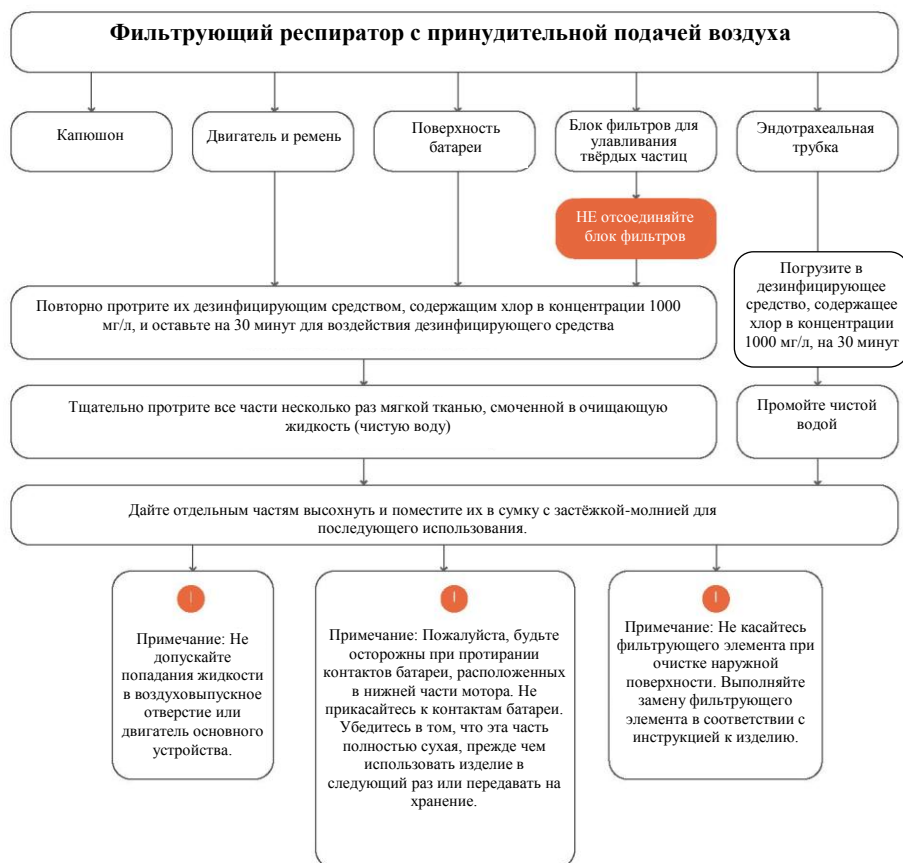 Фильтрующий респиратор с принудительной подачей воздуха
Капюшон
Двигатель и ремень
Поверхность
батареи
Блок фильтров для
улавливания
твёрдых частиц
Эндотрахеальная
трубка
НЕ отсоединяйте
блок фильтров
Повторно протрите их дезинфицирующим средством, содержащим хлор в концентрации 1000
мг/л, и оставьте на 30 минут для воздействия дезинфицирующего средства
Погрузите в
дезинфицирующее
средство, содержащее
хлор в концентрации
1000 мг/л, на 30 минут
Тщательно протрите все части несколько раз мягкой тканью, смоченной в очищающую
жидкость (чистую воду)
Промойте чистой
водой
Дайте отдельным частям высохнуть и поместите их в сумку с застёжкой-молнией для
последующего использования.
!
Примечание: Не
допускайте
попадания жидкости
в воздуховыпускное
отверстие или
двигатель основного
устройства.
!
Примечание: Пожалуйста, будьте
осторожны при протирании
контактов батареи, расположенных
в нижней части мотора. Не
прикасайтесь к контактам батареи.
Убедитесь в том, что эта часть
полностью сухая, прежде чем
использовать изделие в
следующий раз или передавать на
хранение.
!
Примечание: Не касайтесь
фильтрующего элемента при
очистке наружной
поверхности. Выполняйте
замену фильтрующего
элемента в соответствии с
инструкцией к изделию.